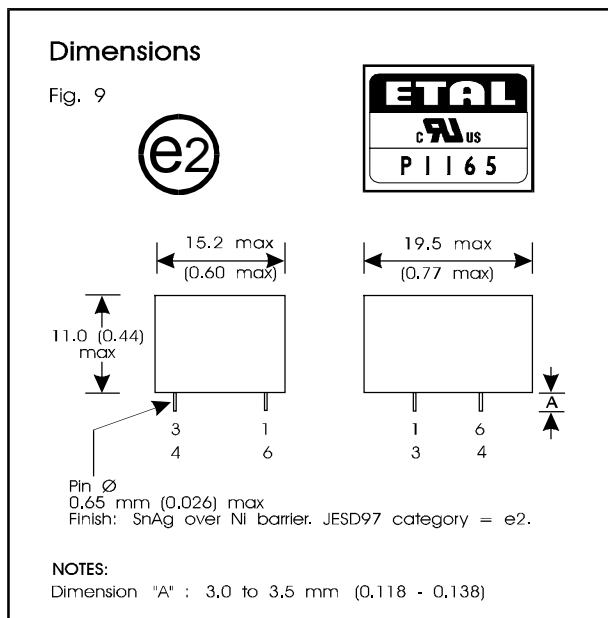 Dimensions
Fig. 9
e2
ETAL
c RU US
P1165
15.2 max
(0.60 max)
19.5 max
(0.77 max)
11.0 (0.44)
max
A
3 1
4 6
1 6
3 4
Pin Ø
0.65 mm (0.026) max
Finish: SnAg over Ni barrier. JESD97 category = e2.
NOTES:
Dimension "A" : 3.0 to 3.5 mm (0.118 - 0.138)